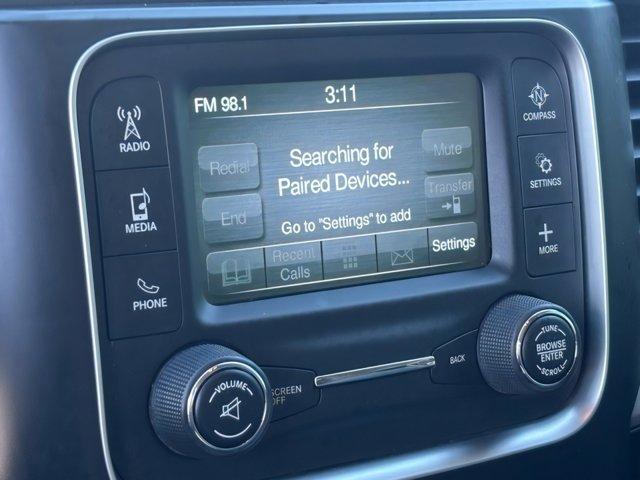 FM 98.1 3:11
RADIO
MEDIA
PHONE
Redial
End
Searching for
Paired Devices...
Go to "Settings" to add
Mute
Transfer
Recent
Calls
Settings
N
COMPASS
SETTINGS
MORE
VOLUME
SCREEN
OFF
BACK
TUNE
BROWSE
ENTER
SCROLL